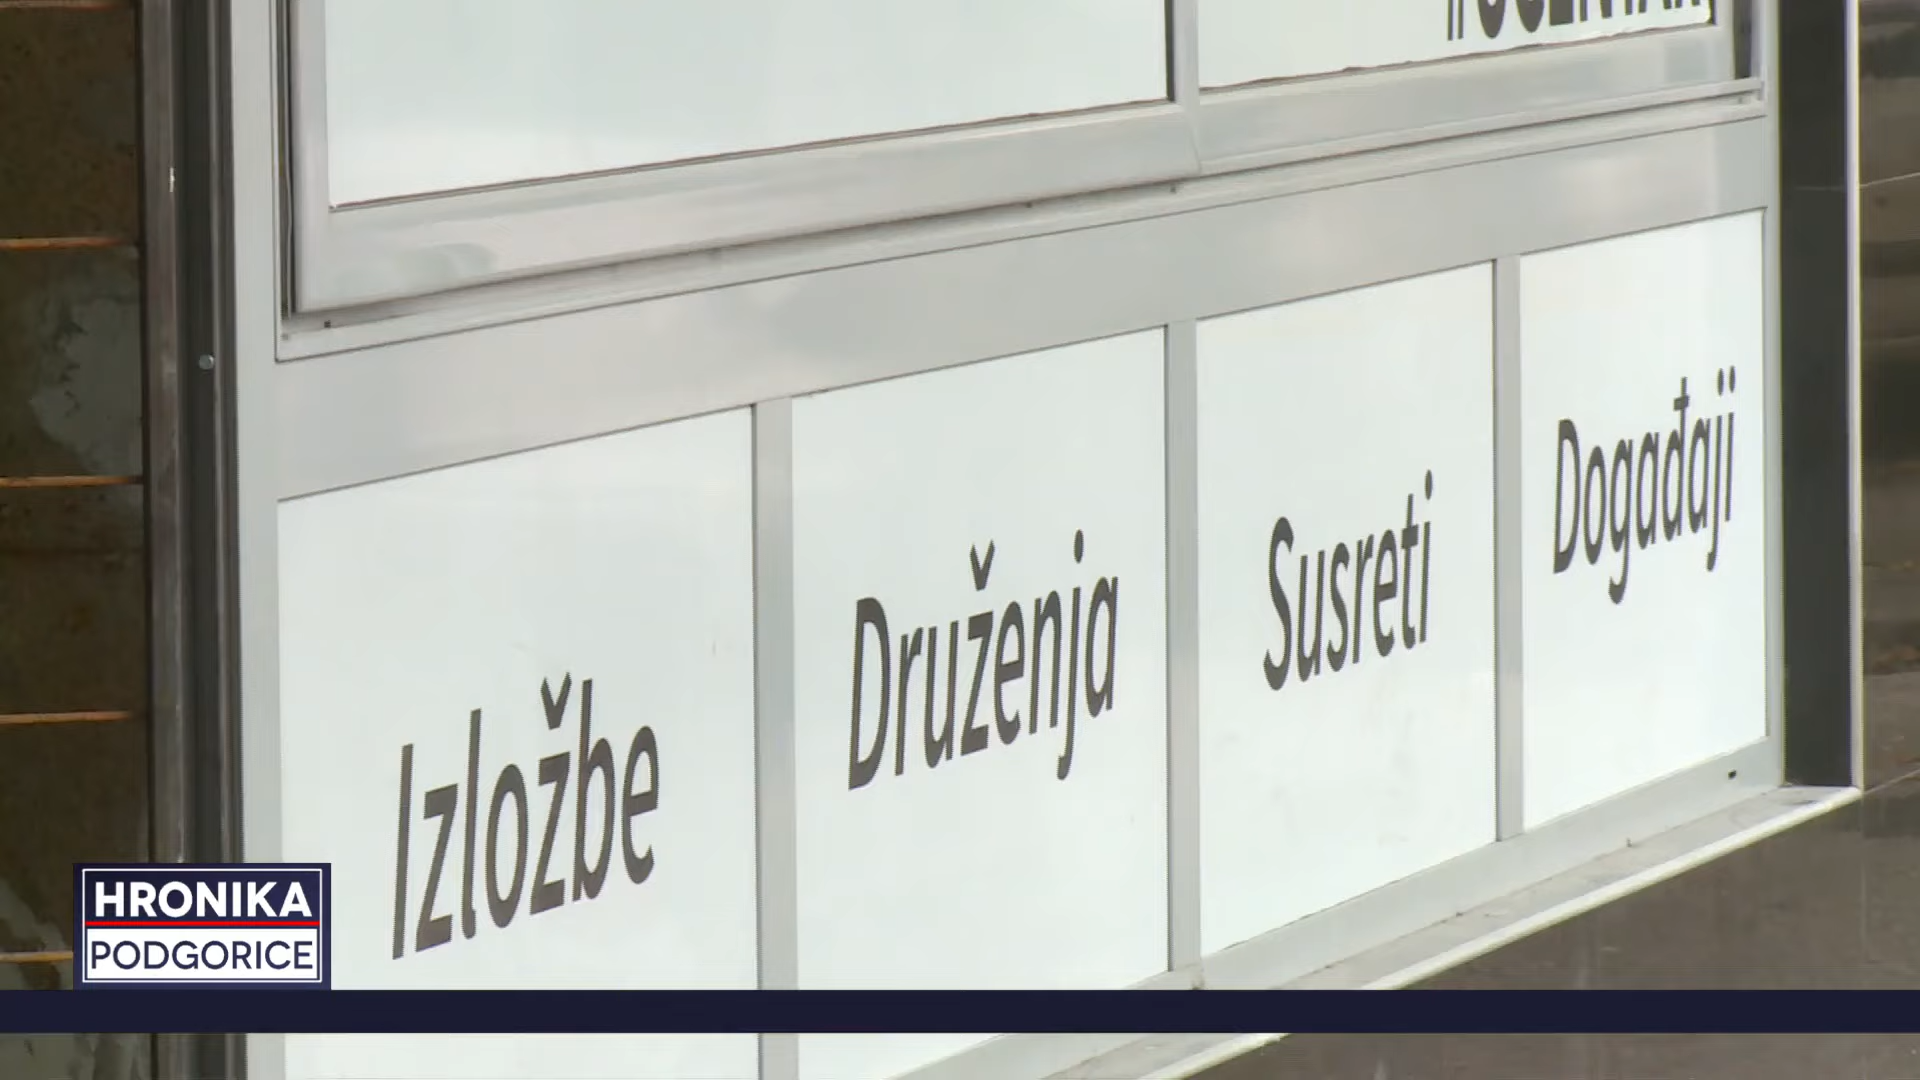 Izložbe
Druženja
Susreti
Događaji
HRONIKA
PODGORICE